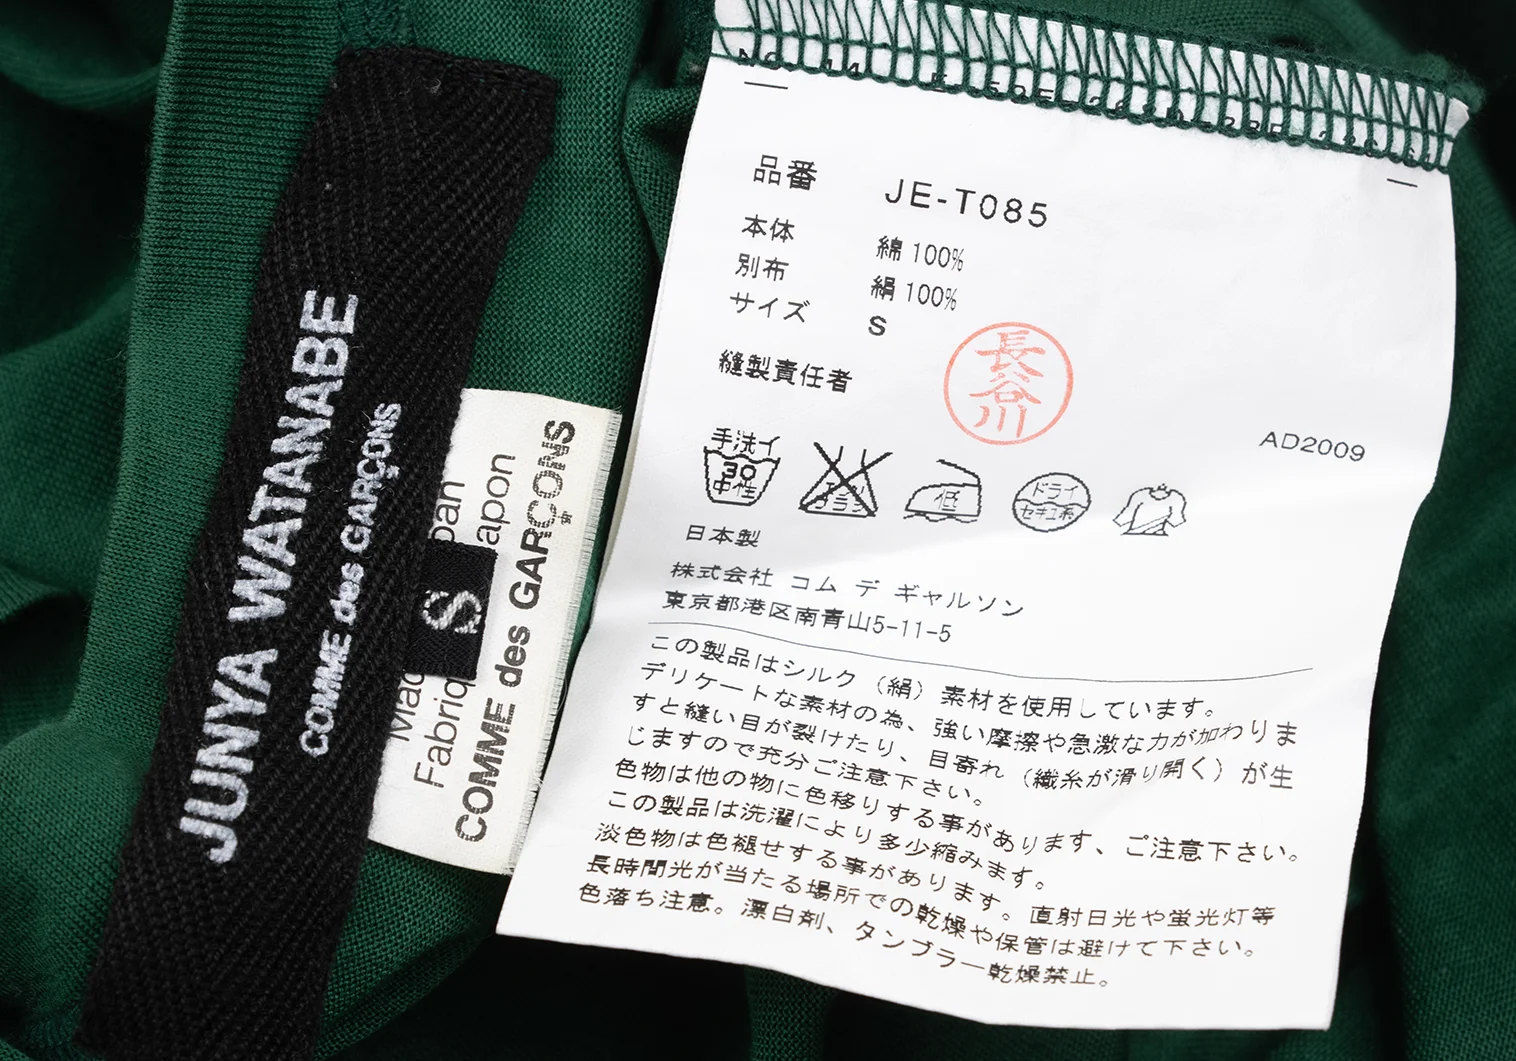 JUNYA WATANABE
COMME des GARÇONS
S
COMME des GARÇONS
品番 JE-T085
本体 綿 100%
別布 絹 100%
サイズ S
縫製責任者
長谷川
AD2009
手洗イ
30
中性
低
ドライ
セキユ系
日本製
株式会社 コム デ ギャルソン
東京都港区南青山5-11-5
この製品はシルク（絹）素材を使用しています。
デリケートな素材の為、強い摩擦や急激な力が加わりま
すと縫い目が裂けたり、目寄れ（織糸が滑り開く）が生
じますので充分ご注意下さい。
色物は他の物に色移りする事があります、ご注意下さい。
この製品は洗濯により多少縮みます。
淡色物は色褪せする事があります。直射日光や蛍光灯等
長時間光が当たる場所での乾燥や保管は避けて下さい。
色落ち注意。漂白剤、タンブラー乾燥禁止。